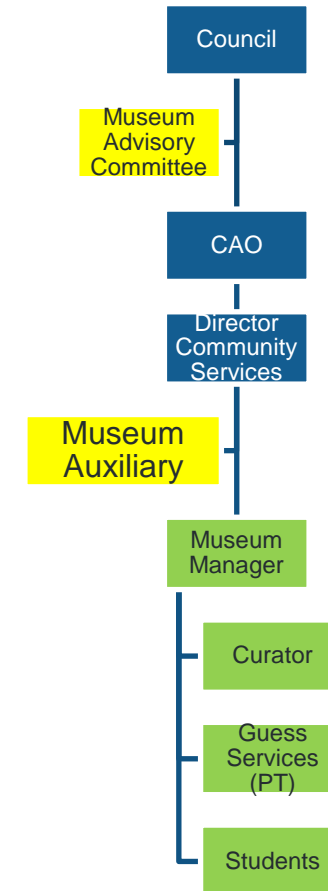 Council
Museum
Advisory
Committee
CAO
Director
Community
Services
Museum
Auxiliary
Museum
Manager
Curator
Guess
Services
(PT)
Students